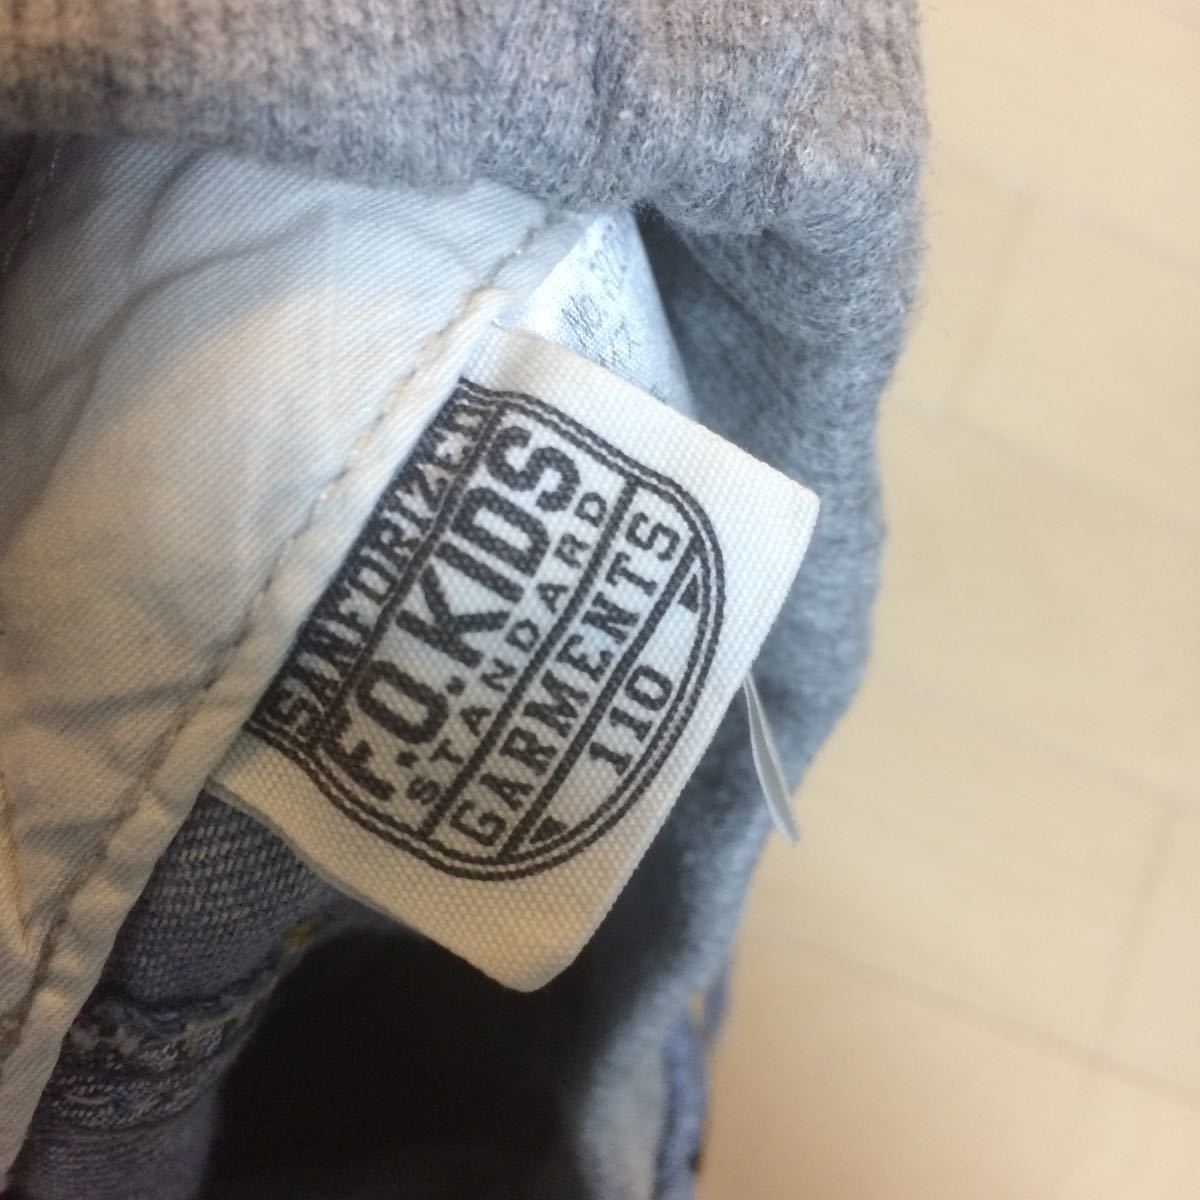 SANFORIZED
F.O.KIDS
STANDARD
GARMENTS
110